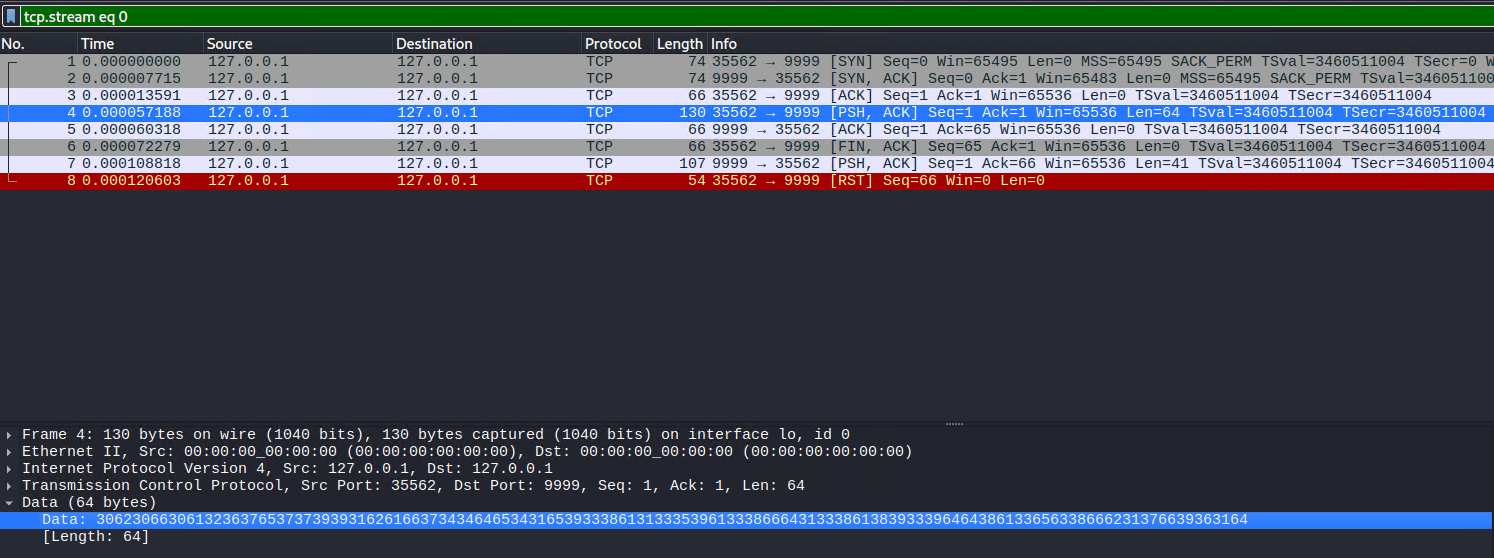 tcp.stream eq 0
No. Time Source Destination Protocol Length Info
1 0.000000000 127.0.0.1 127.0.0.1 TCP 74 35562 → 9999 [SYN] Seq=0 Win=65495 Len=0 MSS=65495 SACK_PERM TSval=3460511004 TSecr=0 W
2 0.000007715 127.0.0.1 127.0.0.1 TCP 74 9999 → 35562 [SYN, ACK] Seq=0 Ack=1 Win=65483 Len=0 MSS=65495 SACK_PERM TSval=34605110
3 0.000013591 127.0.0.1 127.0.0.1 TCP 66 35562 → 9999 [ACK] Seq=1 Ack=1 Win=65536 Len=0 TSval=3460511004 TSecr=3460511004
4 0.000057188 127.0.0.1 127.0.0.1 TCP 130 35562 → 9999 [PSH, ACK] Seq=1 Ack=1 Win=65536 Len=64 TSval=3460511004 TSecr=3460511004
5 0.000060318 127.0.0.1 127.0.0.1 TCP 66 9999 → 35562 [ACK] Seq=1 Ack=65 Win=65536 Len=0 TSval=3460511004 TSecr=3460511004
6 0.000072279 127.0.0.1 127.0.0.1 TCP 66 35562 → 9999 [FIN, ACK] Seq=65 Ack=1 Win=65536 Len=0 TSval=3460511004 TSecr=3460511004
7 0.000108818 127.0.0.1 127.0.0.1 TCP 107 9999 → 35562 [PSH, ACK] Seq=1 Ack=66 Win=65536 Len=41 TSval=3460511004 TSecr=3460511004
8 0.000120603 127.0.0.1 127.0.0.1 TCP 54 35562 → 9999 [RST] Seq=66 Win=0 Len=0
Frame 4: 130 bytes on wire (1040 bits), 130 bytes captured (1040 bits) on interface lo, id 0
Ethernet II, Src: 00:00:00_00:00:00 (00:00:00:00:00:00), Dst: 00:00:00_00:00:00 (00:00:00:00:00:00)
Internet Protocol Version 4, Src: 127.0.0.1, Dst: 127.0.0.1
Transmission Control Protocol, Src Port: 35562, Dst Port: 9999, Seq: 1, Ack: 1, Len: 64
Data (64 bytes)
Data: 30623066306132363765373739393162616637343464653431653933386131333539613338666431333861383933396464386133656338666231376639363164
[Length: 64]